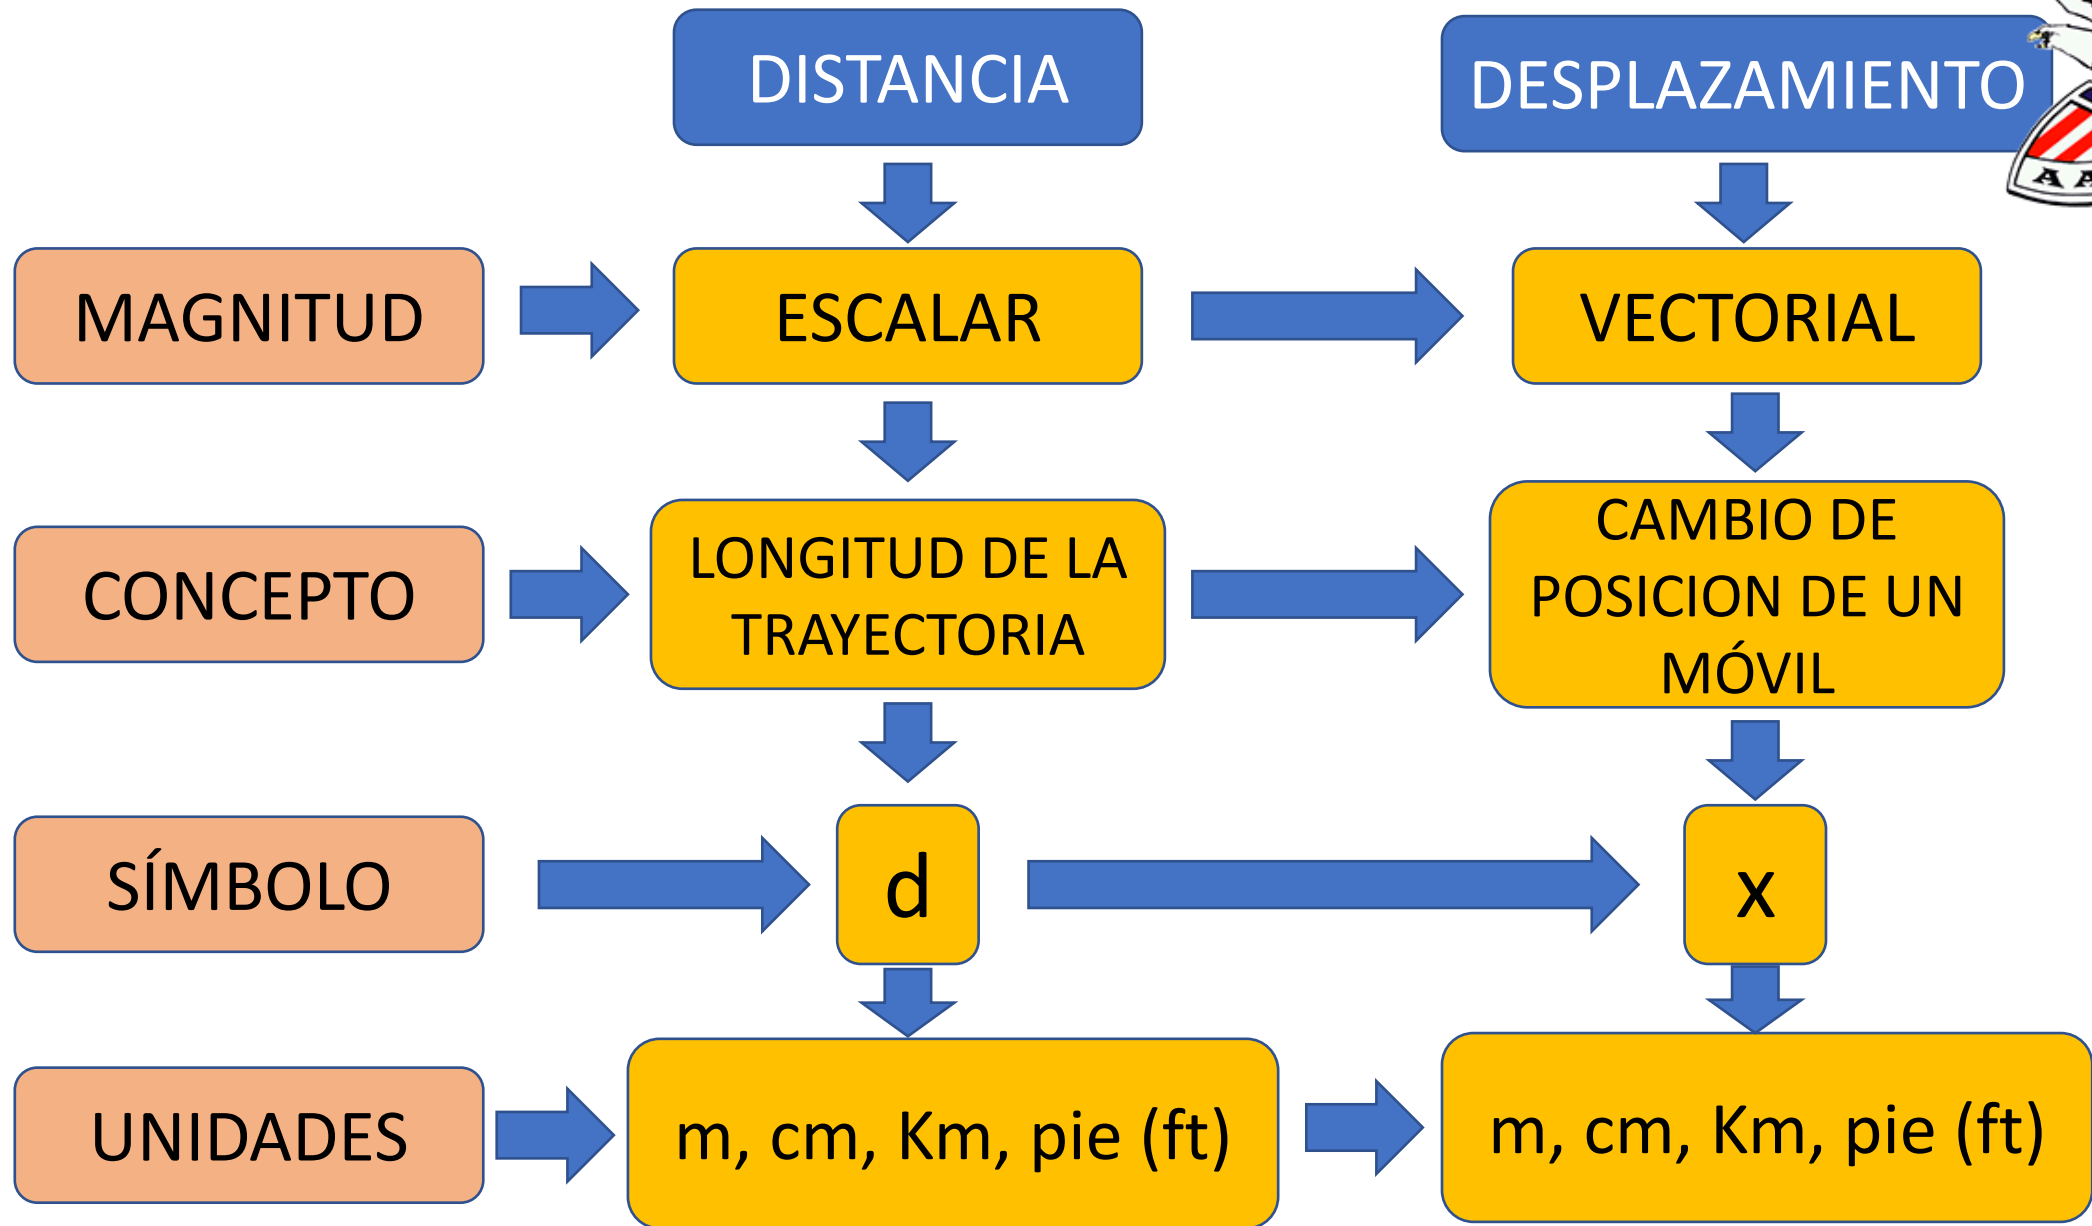 DISTANCIA
DESPLAZAMIENTO
MAGNITUD
ESCALAR
VECTORIAL
CONCEPTO
LONGITUD DE LA
TRAYECTORIA
CAMBIO DE
POSICION DE UN
MÓVIL
SÍMBOLO
d
x
UNIDADES
m, cm, Km, pie (ft)
m, cm, Km, pie (ft)